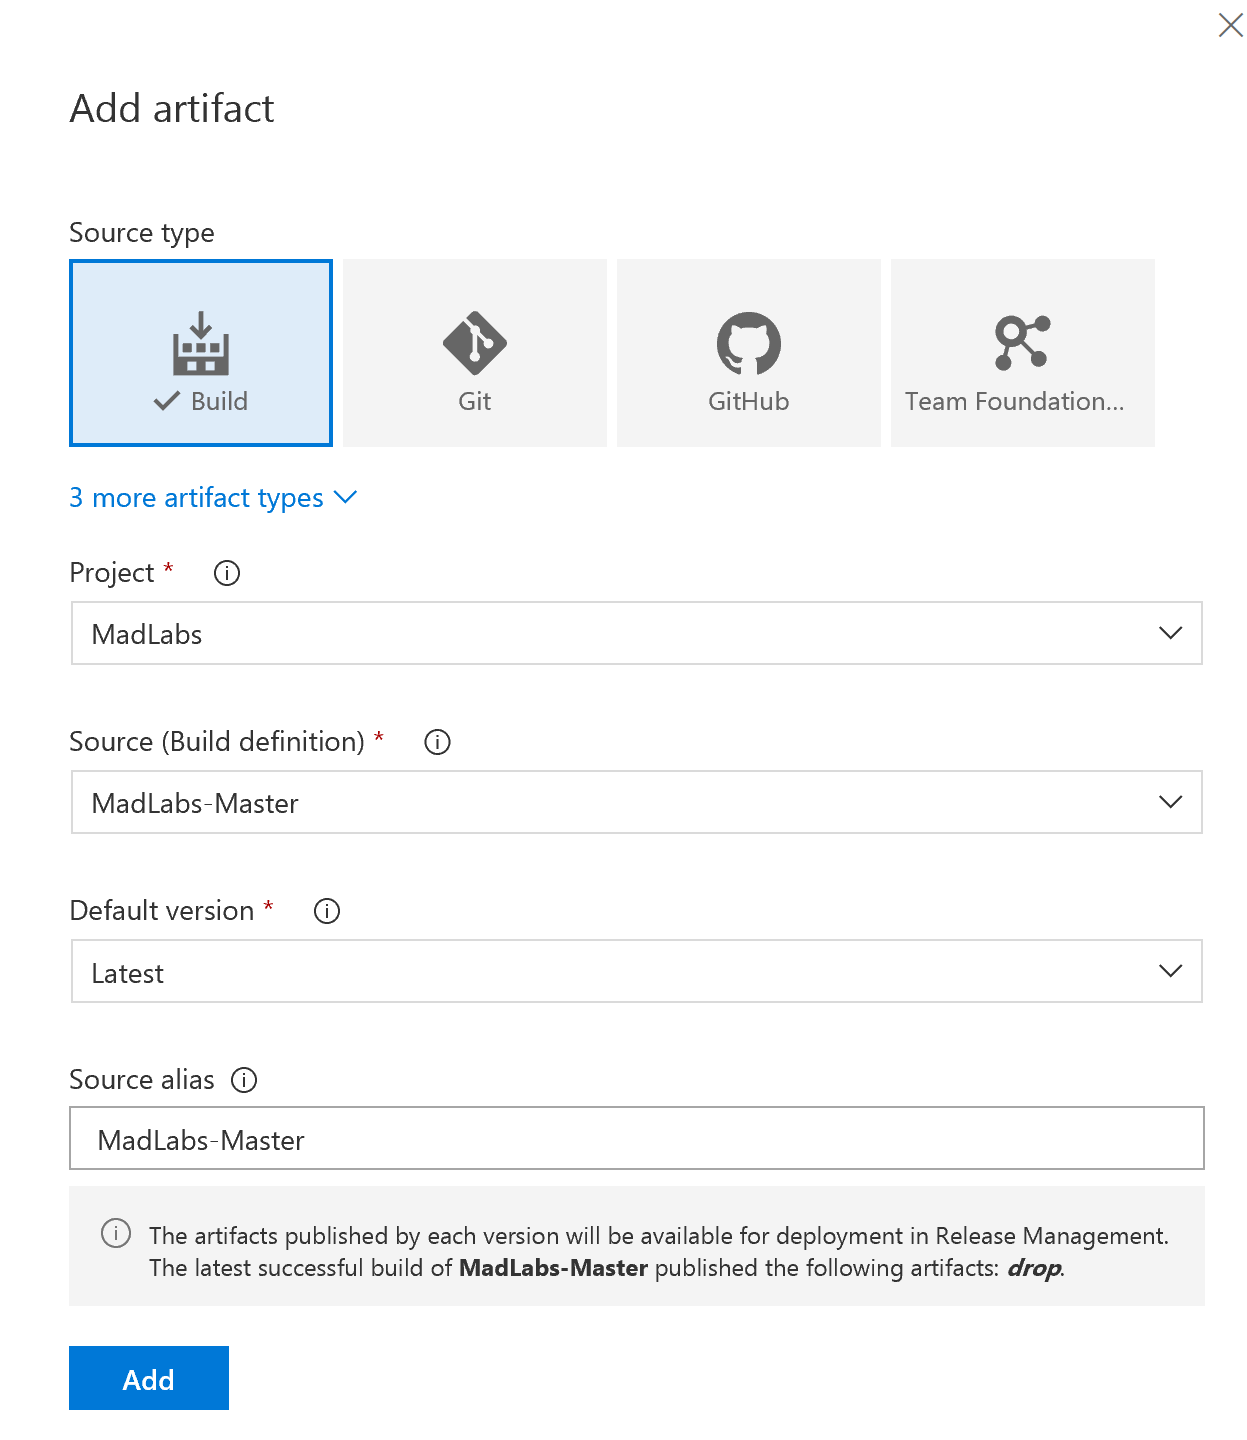 Add artifact
Source type
Build
Git
GitHub
Team Foundation...
3 more artifact types
Project *
MadLabs
Source (Build definition) *
MadLabs-Master
Default version *
Latest
Source alias
MadLabs-Master
The artifacts published by each version will be available for deployment in Release Management.
The latest successful build of MadLabs-Master published the following artifacts: drop.
Add